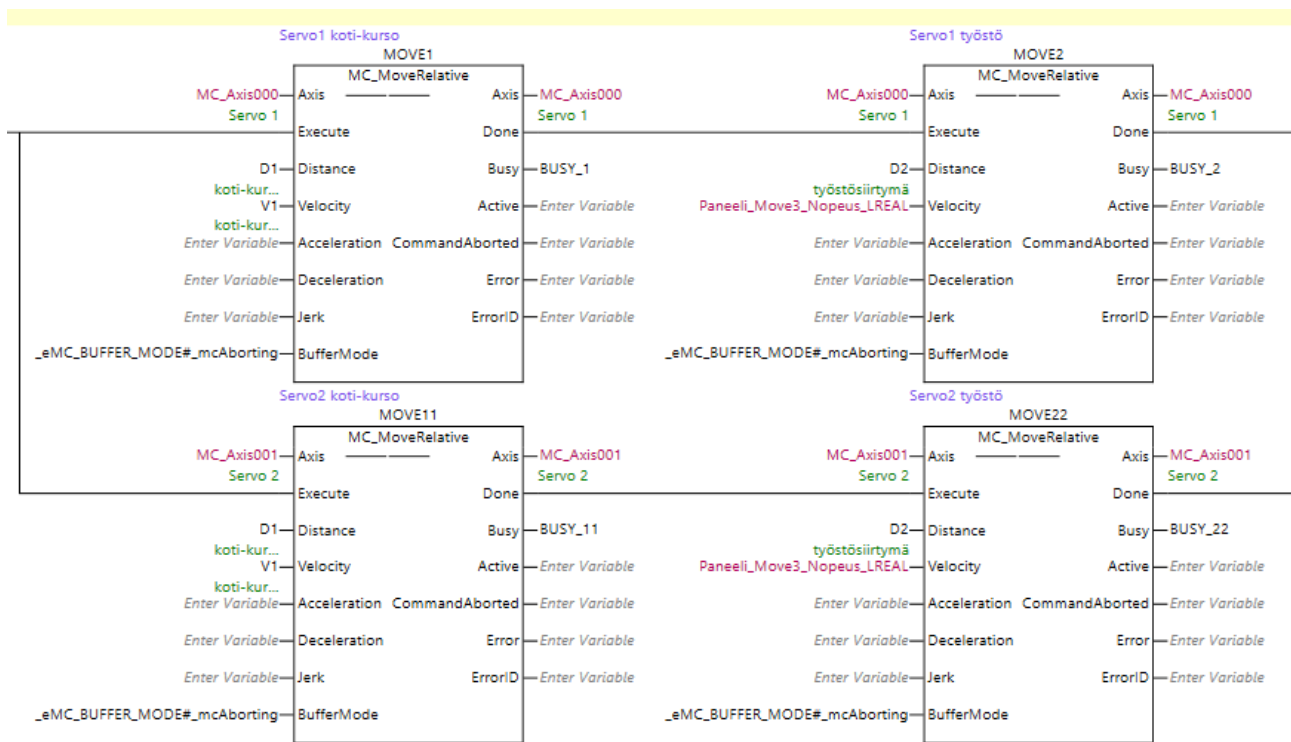 Servo1 koti-kurso Servo1 työstö
MOVE1 MOVE2
MC_MoveRelative MC_MoveRelative
MC_Axis000 Axis Axis MC_Axis000 MC_Axis000 Axis Axis MC_Axis000
Servo 1 Servo 1 Servo 1 Servo 1
Execute Done Execute Done
D1 Distance Busy BUSY_1 D2 Distance Busy BUSY_2
koti-kur... työstösiirtymä
V1 Velocity Active Enter Variable Paneeli_Move3_Nopeus_LREAL Velocity Active Enter Variable
koti-kur...
Enter Variable Acceleration CommandAborted Enter Variable Enter Variable Acceleration CommandAborted Enter Variable
Enter Variable Deceleration Error Enter Variable Enter Variable Deceleration Error Enter Variable
Enter Variable Jerk ErrorID Enter Variable Enter Variable Jerk ErrorID Enter Variable
_eMC_BUFFER_MODE#_mcAborting BufferMode _eMC_BUFFER_MODE#_mcAborting BufferMode
Servo2 koti-kurso Servo2 työstö
MOVE11 MOVE22
MC_MoveRelative MC_MoveRelative
MC_Axis001 Axis Axis MC_Axis001 MC_Axis001 Axis Axis MC_Axis001
Servo 2 Servo 2 Servo 2 Servo 2
Execute Done Execute Done
D1 Distance Busy BUSY_11 D2 Distance Busy BUSY_22
koti-kur... työstösiirtymä
V1 Velocity Active Enter Variable Paneeli_Move3_Nopeus_LREAL Velocity Active Enter Variable
koti-kur...
Enter Variable Acceleration CommandAborted Enter Variable Enter Variable Acceleration CommandAborted Enter Variable
Enter Variable Deceleration Error Enter Variable Enter Variable Deceleration Error Enter Variable
Enter Variable Jerk ErrorID Enter Variable Enter Variable Jerk ErrorID Enter Variable
_eMC_BUFFER_MODE#_mcAborting BufferMode _eMC_BUFFER_MODE#_mcAborting BufferMode